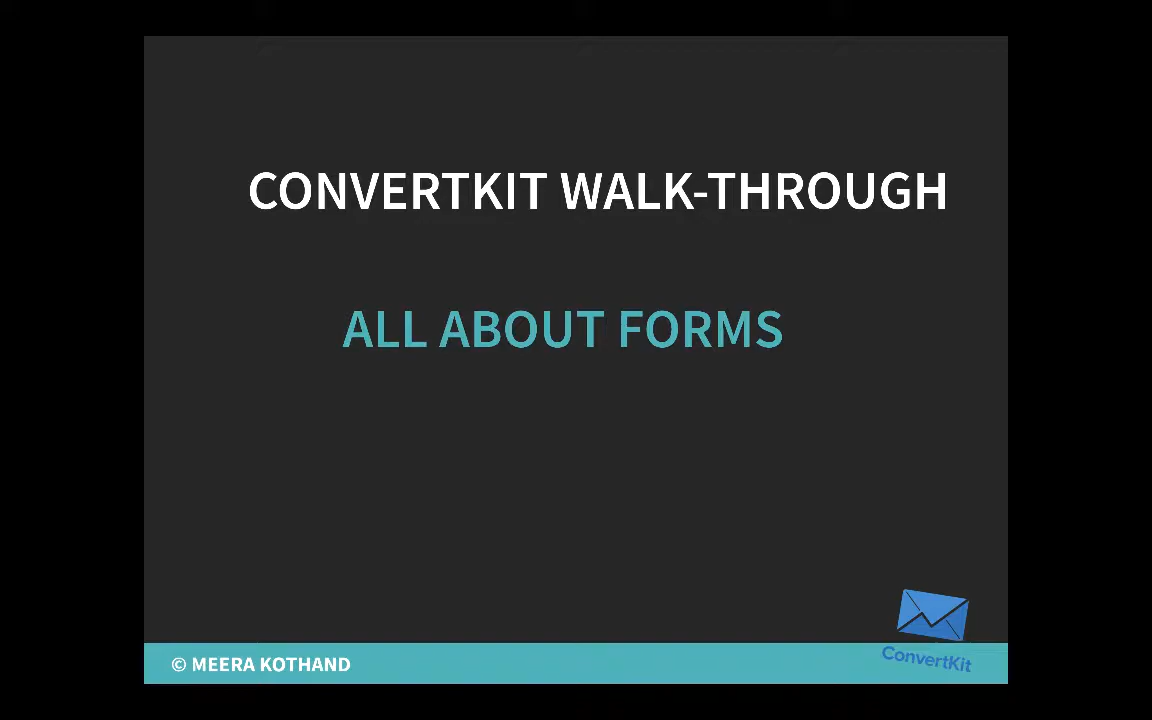 CONVERTKIT WALK-THROUGH
ALL ABOUT FORMS
ConvertKit
© MEERA KOTHAND